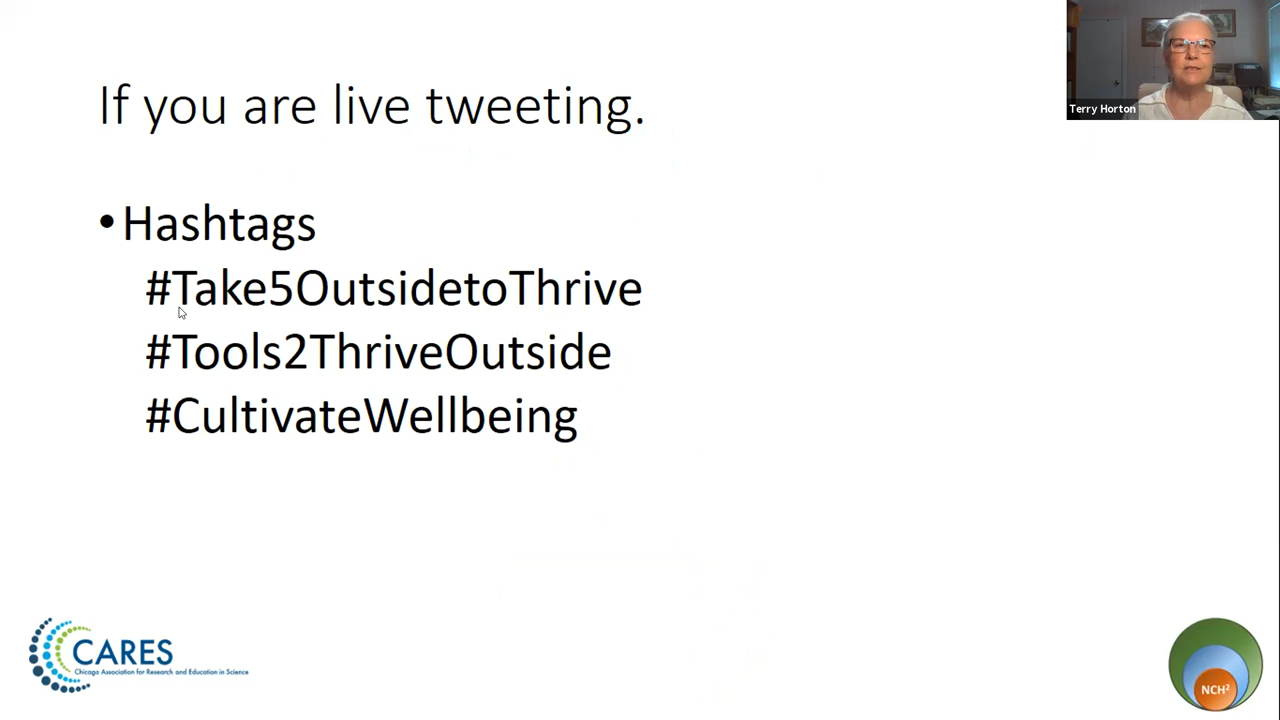 Terry Horton
If you are live tweeting.
•Hashtags
#Take5OutsidetoThrive
#Tools2ThriveOutside
#CultivateWellbeing
CARES
Chicago Association for Research and Education in Science
NCH²